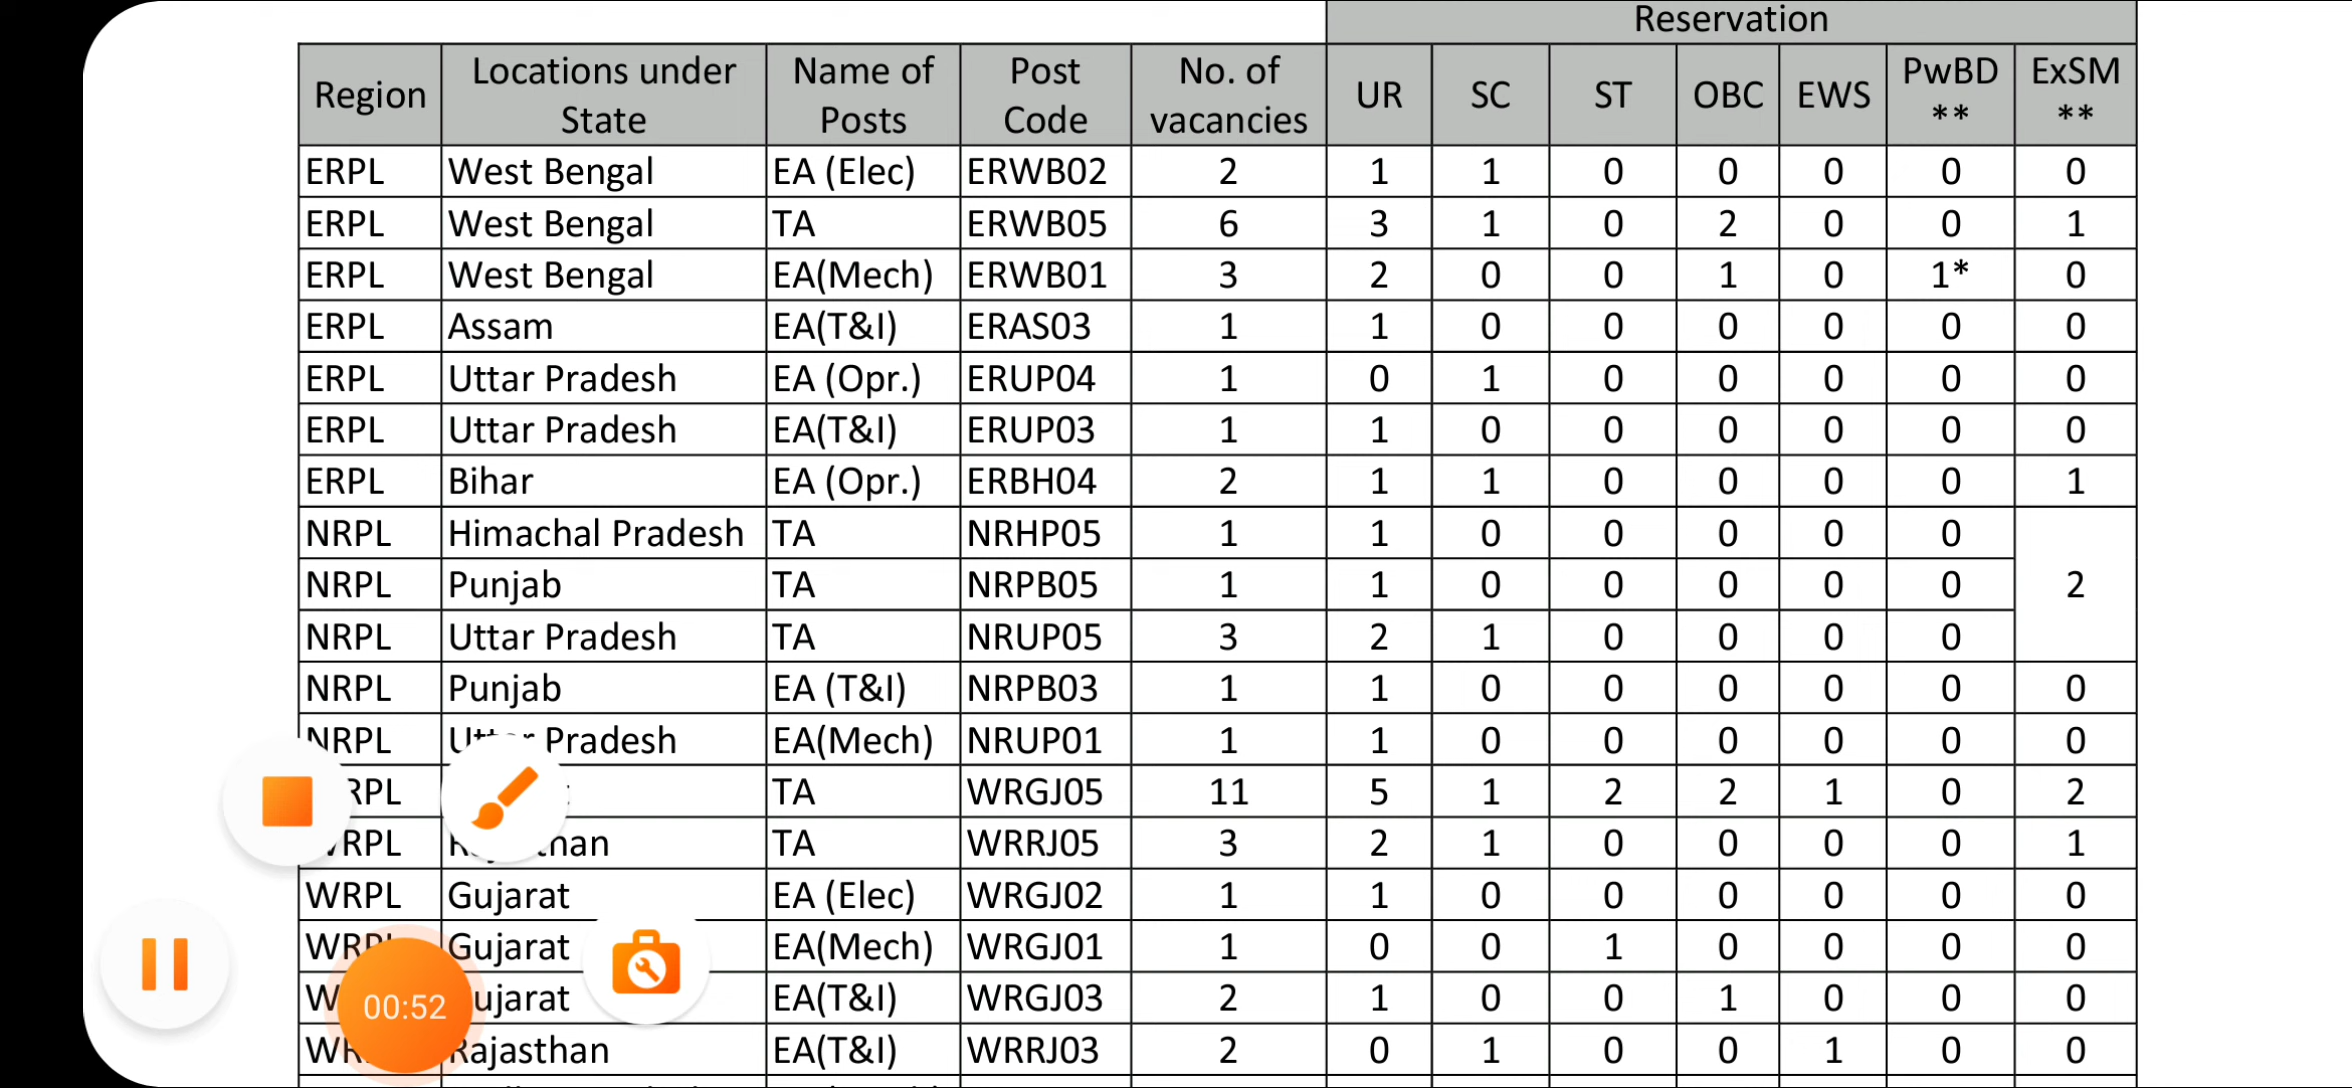 Reservation
Region Locations under State Name of Posts Post Code No. of vacancies UR SC ST OBC EWS PwBD ** ExSM **
ERPL West Bengal EA (Elec) ERWB02 2 1 1 0 0 0 0 0
ERPL West Bengal TA ERWB05 6 3 1 0 2 0 0 1
ERPL West Bengal EA(Mech) ERWB01 3 2 0 0 1 0 1* 0
ERPL Assam EA(T&I) ERAS03 1 1 0 0 0 0 0 0
ERPL Uttar Pradesh EA (Opr.) ERUP04 1 0 1 0 0 0 0 0
ERPL Uttar Pradesh EA(T&I) ERUP03 1 1 0 0 0 0 0 0
ERPL Bihar EA (Opr.) ERBH04 2 1 1 0 0 0 0 1
NRPL Himachal Pradesh TA NRHP05 1 1 0 0 0 0 0
NRPL Punjab TA NRPB05 1 1 0 0 0 0 0 2
NRPL Uttar Pradesh TA NRUP05 3 2 1 0 0 0 0
NRPL Punjab EA (T&I) NRPB03 1 1 0 0 0 0 0 0
NRPL Uttar Pradesh EA(Mech) NRUP01 1 1 0 0 0 0 0 0
TA WRGJ05 11 5 1 2 2 1 0 2
TA WRRJ05 3 2 1 0 0 0 0 1
WRPL Gujarat EA (Elec) WRGJ02 1 1 0 0 0 0 0 0
Gujarat EA(Mech) WRGJ01 1 0 0 1 0 0 0 0
EA(T&I) WRGJ03 2 1 0 0 1 0 0 0
Rajasthan EA(T&I) WRRJ03 2 0 1 0 0 1 0 0
00:52